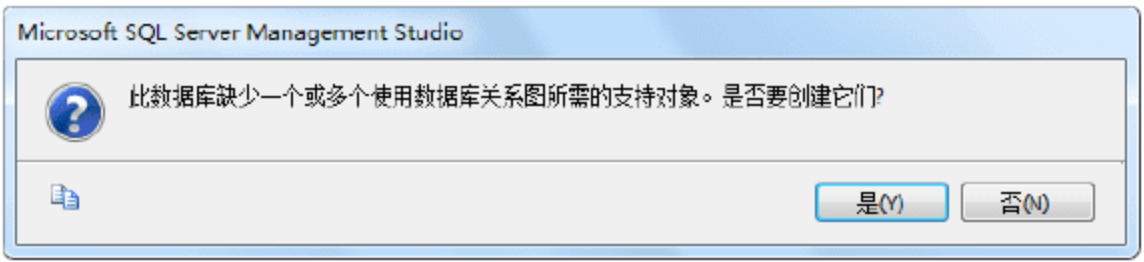 Microsoft SQL Server Management Studio
此数据库缺少一个或多个使用数据库关系图所需的支持对象。是否要创建它们?
是(Y)
否(N)